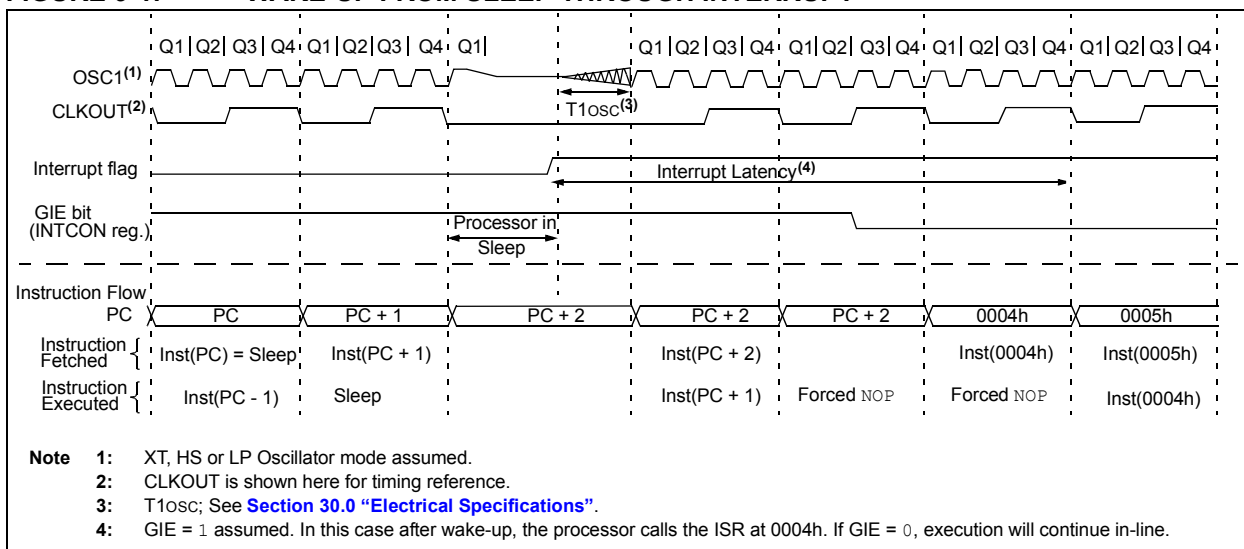 Q1 Q2 Q3 Q4 Q1 Q2 Q3 Q4 Q1 Q1 Q2 Q3 Q4 Q1 Q2 Q3 Q4 Q1 Q2 Q3 Q4 Q1 Q2 Q3 Q4
OSC1(1)
T1OSC(3)
CLKOUT(2)
Interrupt flag
Interrupt Latency(4)
GIE bit
(INTCON reg.)
Processor in
Sleep
Instruction Flow
PC PC PC + 1 PC + 2 PC + 2 PC + 2 0004h 0005h
Instruction
Fetched
Inst(PC) = Sleep Inst(PC + 1) Inst(PC + 2) Inst(0004h) Inst(0005h)
Instruction
Executed
Inst(PC - 1) Sleep Inst(PC + 1) Forced NOP Forced NOP Inst(0004h)
Note 1: XT, HS or LP Oscillator mode assumed.
2: CLKOUT is shown here for timing reference.
3: T1OSC; See Section 30.0 “Electrical Specifications”.
4: GIE = 1 assumed. In this case after wake-up, the processor calls the ISR at 0004h. If GIE = 0, execution will continue in-line.